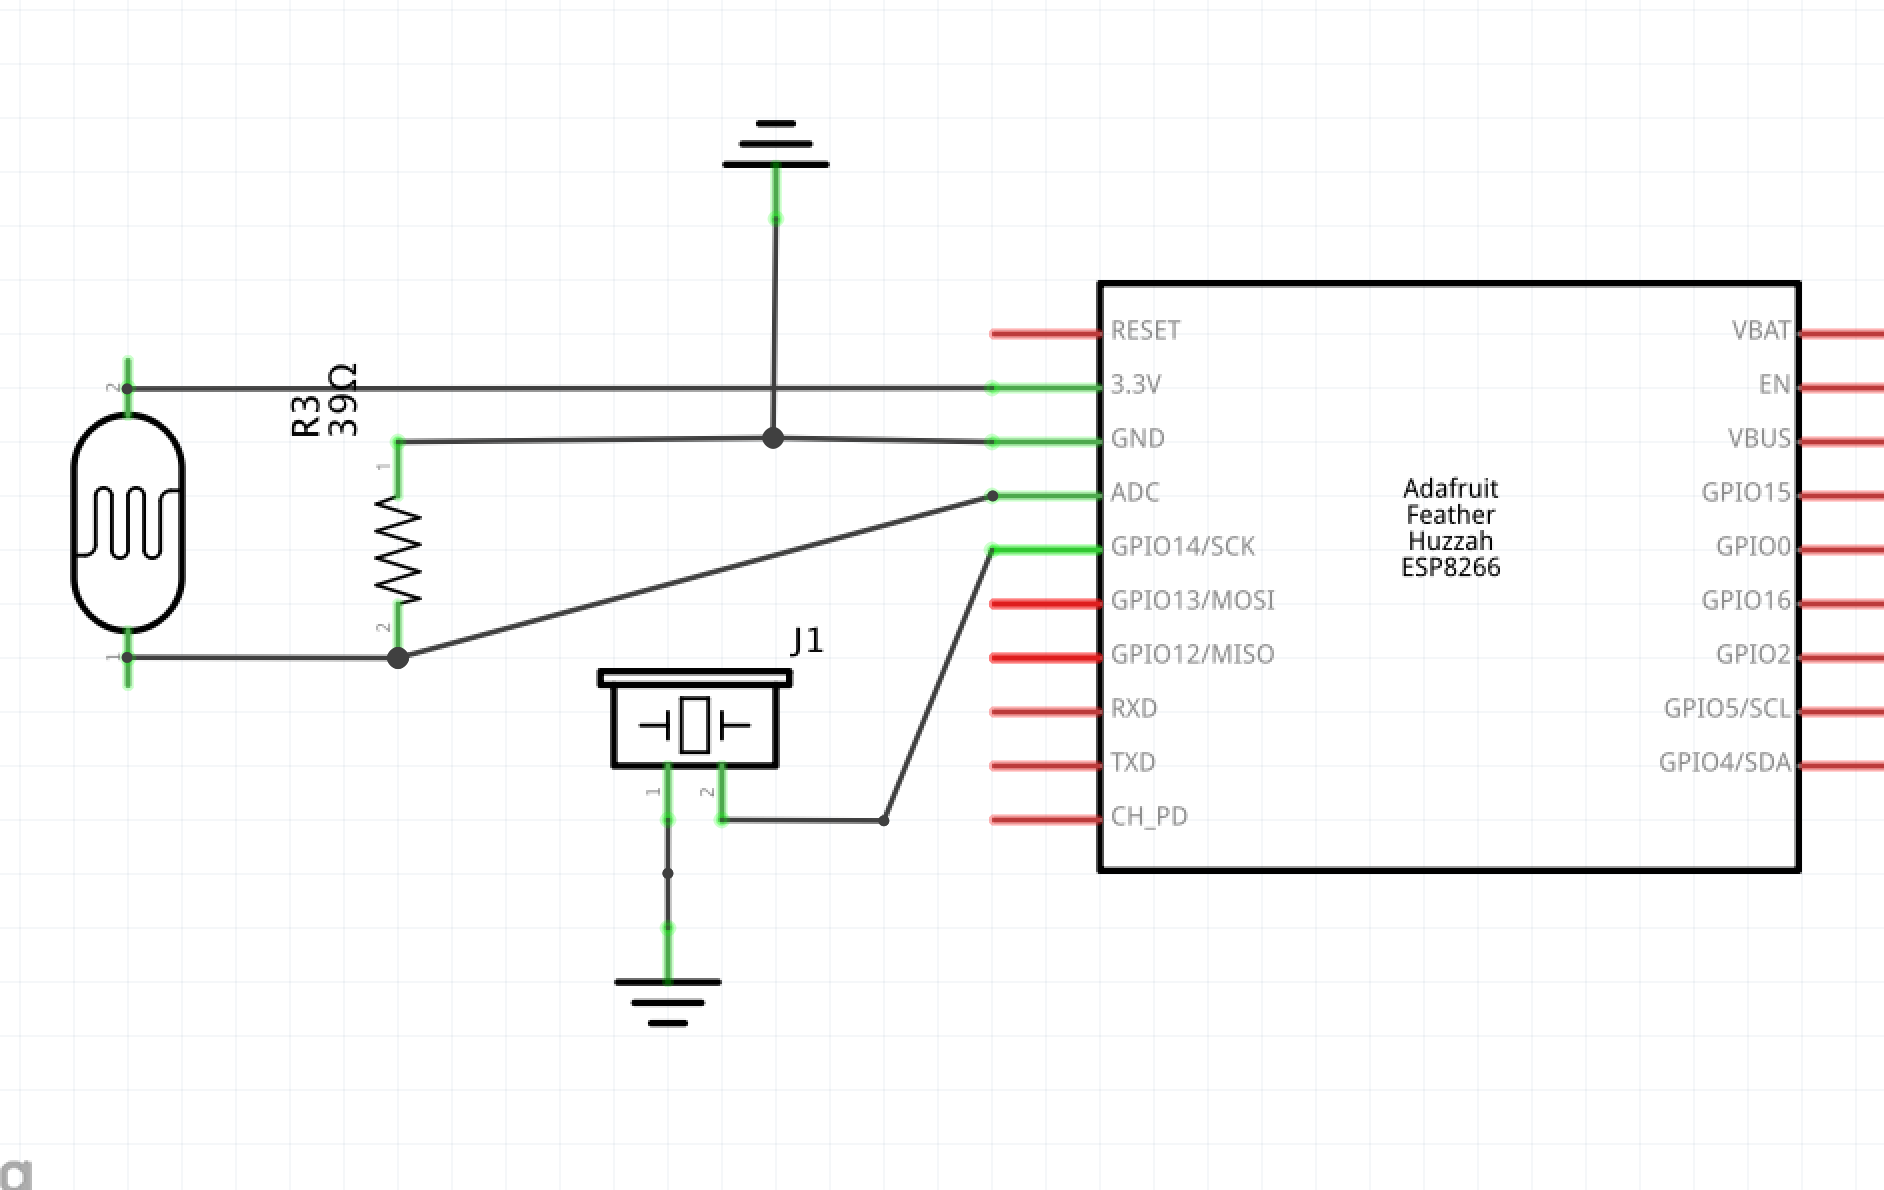 R3
39Ω
2
1
1
2
J1
1
2
RESET
3.3V
GND
ADC
GPIO14/SCK
GPIO13/MOSI
GPIO12/MISO
RXD
TXD
CH_PD
Adafruit
Feather
Huzzah
ESP8266
VBAT
EN
VBUS
GPIO15
GPIO0
GPIO16
GPIO2
GPIO5/SCL
GPIO4/SDA